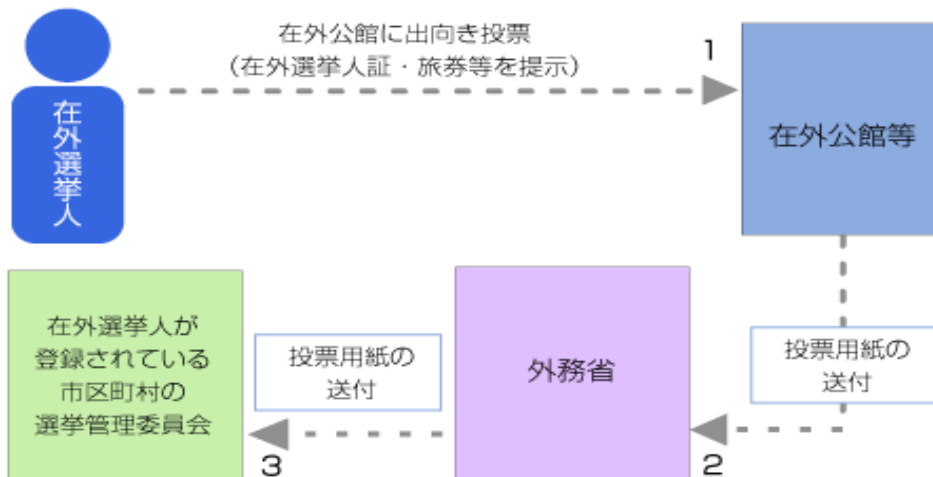 在外公館に出向き投票
（在外選挙人証・旅券等を提示）
1
在外選挙人
在外公館等
投票用紙の
送付
2
外務省
投票用紙の
送付
3
在外選挙人が
登録されている
市区町村の
選挙管理委員会